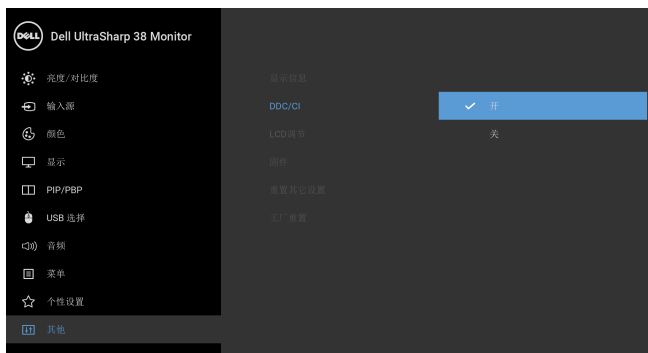 DELL Dell UltraSharp 38 Monitor
亮度/对比度
输入源
颜色
显示
PIP/PBP
USB 选择
音频
菜单
个性设置
其他
显示信息
DDC/CI
LCD调节
固件
重置其它设置
工厂重置
开
关